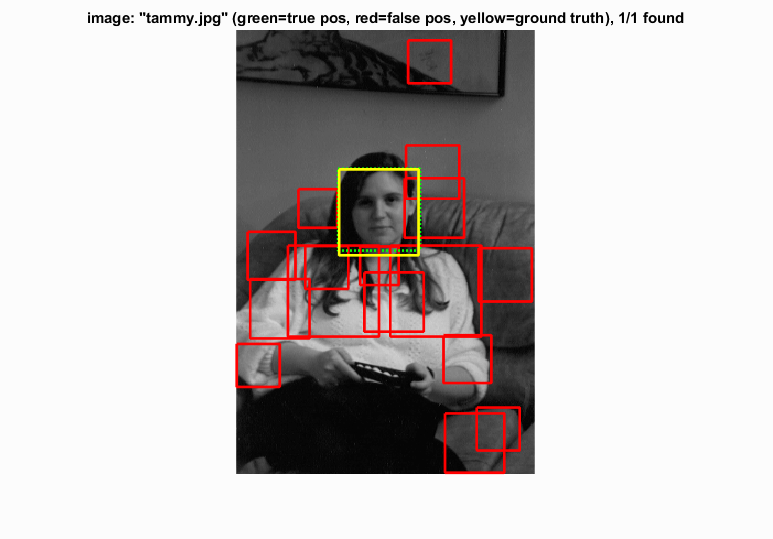 image: "tammy.jpg" (green=true pos, red=false pos, yellow=ground truth), 1/1 found